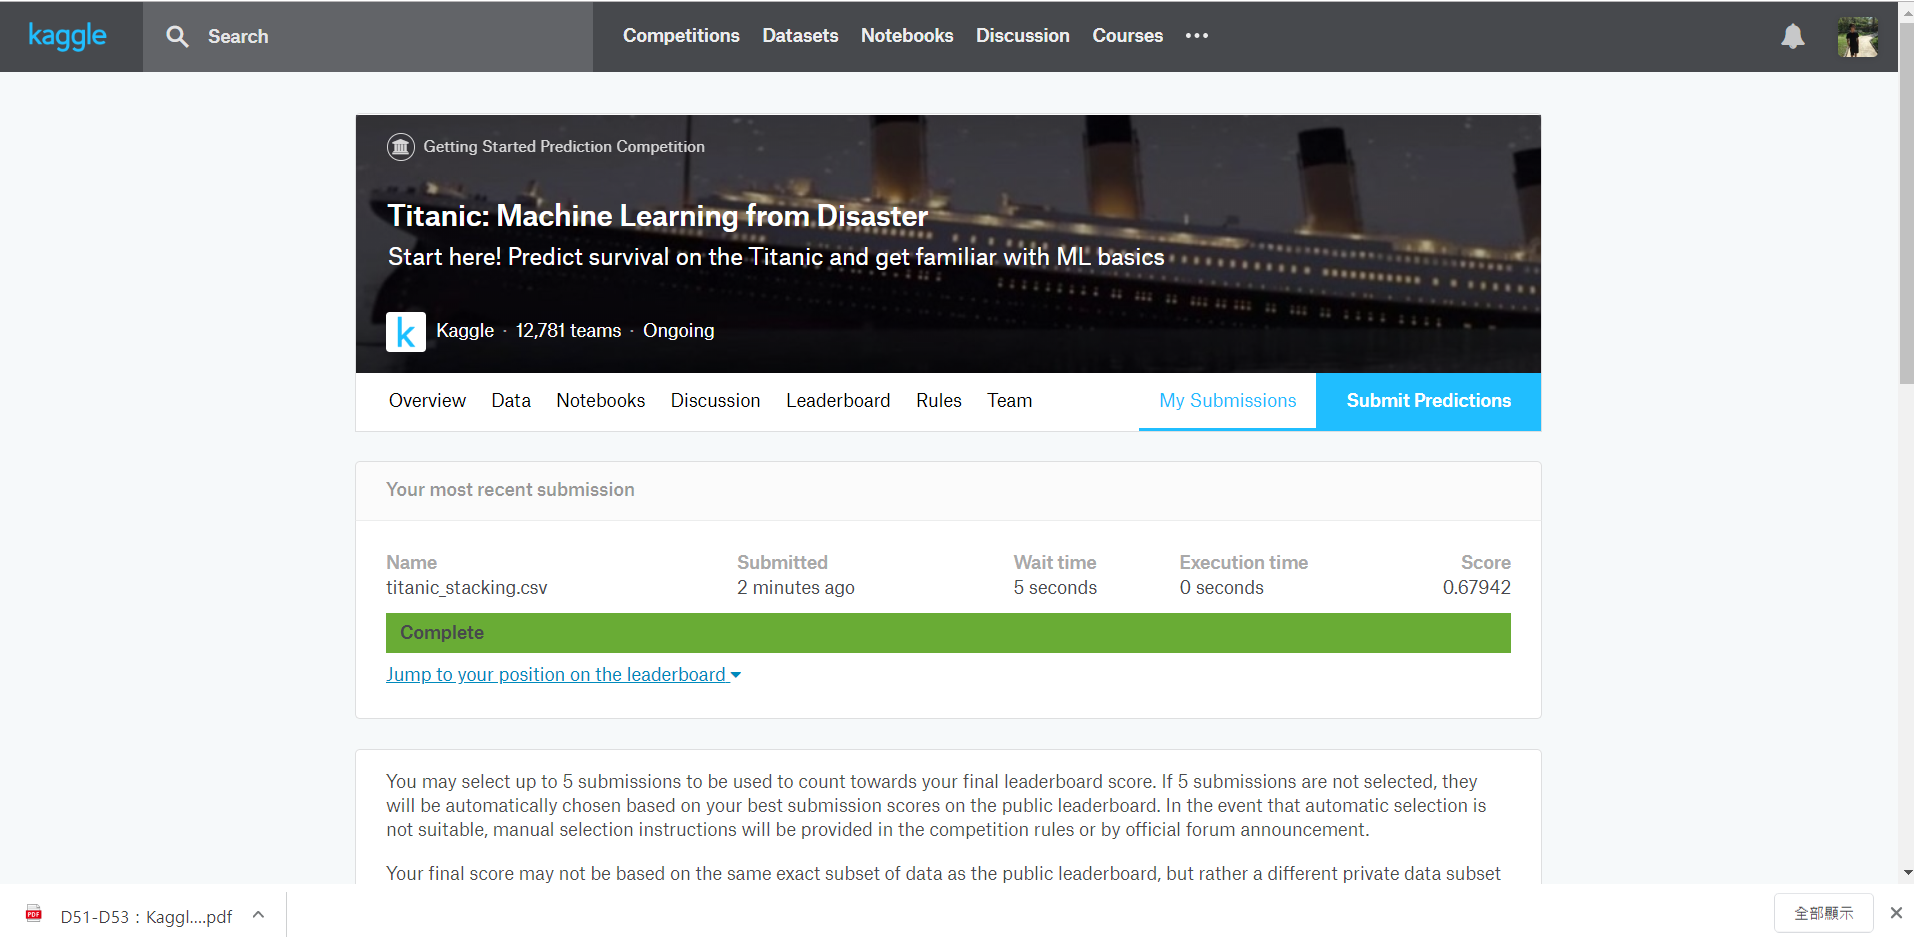 kaggle
Search
Competitions Datasets Notebooks Discussion Courses •••
Getting Started Prediction Competition
Titanic: Machine Learning from Disaster
Start here! Predict survival on the Titanic and get familiar with ML basics
k
Kaggle · 12,781 teams · Ongoing
Overview Data Notebooks Discussion Leaderboard Rules Team My Submissions Submit Predictions
Your most recent submission
Name Submitted Wait time Execution time Score
titanic_stacking.csv 2 minutes ago 5 seconds 0 seconds 0.67942
Complete
Jump to your position on the leaderboard
You may select up to 5 submissions to be used to count towards your final leaderboard score. If 5 submissions are not selected, they
will be automatically chosen based on your best submission scores on the public leaderboard. In the event that automatic selection is
not suitable, manual selection instructions will be provided in the competition rules or by official forum announcement.
Your final score may not be based on the same exact subset of data as the public leaderboard, but rather a different private data subset
PDF
D51-D53：Kaggl....pdf
全部顯示